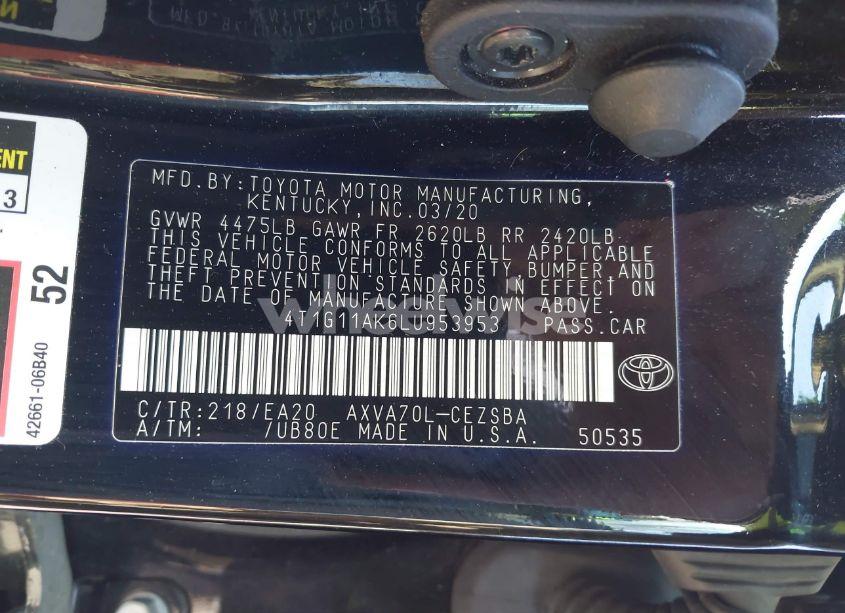 ENT
3
52
42661-06B40
MFD.BY:TOYOTA MOTOR MANUFACTURING,
KENTUCKY,INC.03/20
GVWR 4475LB GAWR FR 2620LB RR 2420LB
THIS VEHICLE CONFORMS TO ALL APPLICABLE
FEDERAL MOTOR VEHICLE SAFETY,BUMPER,AND
THEFT PREVENTION STANDARDS IN EFFECT ON
THE DATE OF MANUFACTURE SHOWN ABOVE.
4T1G11AK6LU953953 PASS.CAR
C/TR:218/EA20 AXVA70L-CEZSBA
A/TM: /UB80E MADE IN U.S.A. 50535